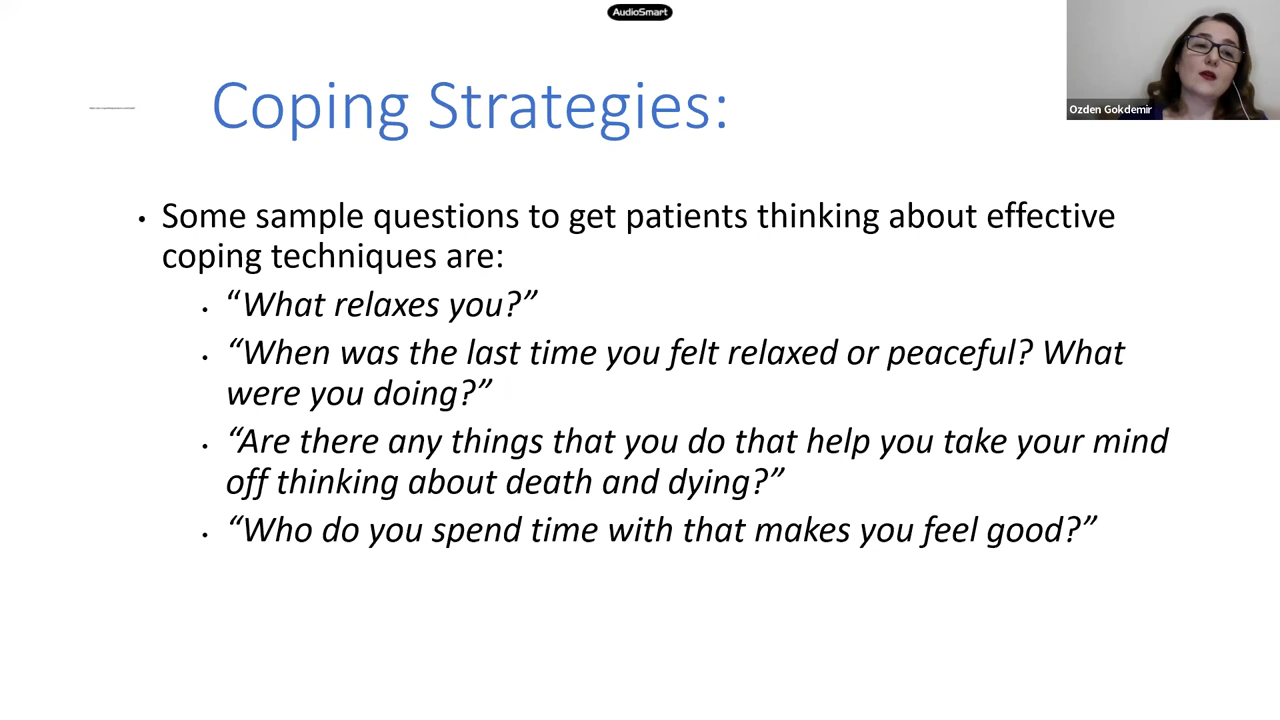 AudioSmart
Ozden Gokdemir
Coping Strategies:
• Some sample questions to get patients thinking about effective
coping techniques are:
• “What relaxes you?”
• “When was the last time you felt relaxed or peaceful? What
were you doing?”
• “Are there any things that you do that help you take your mind
off thinking about death and dying?”
• “Who do you spend time with that makes you feel good?”